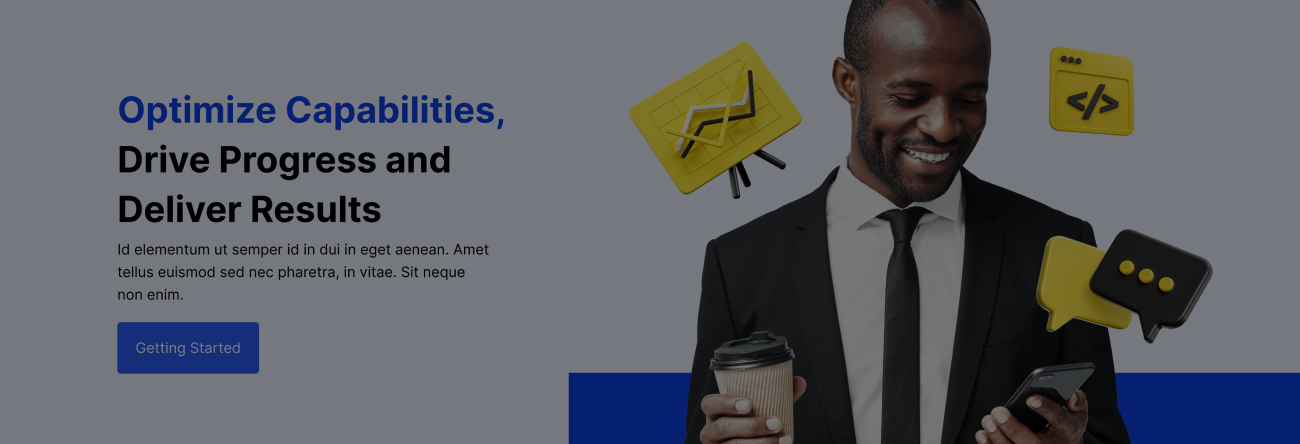 Optimize Capabilities,
Drive Progress and
Deliver Results
Id elementum ut semper id in dui in eget aenean. Amet
tellus euismod sed nec pharetra, in vitae. Sit neque
non enim.
Getting Started
</>